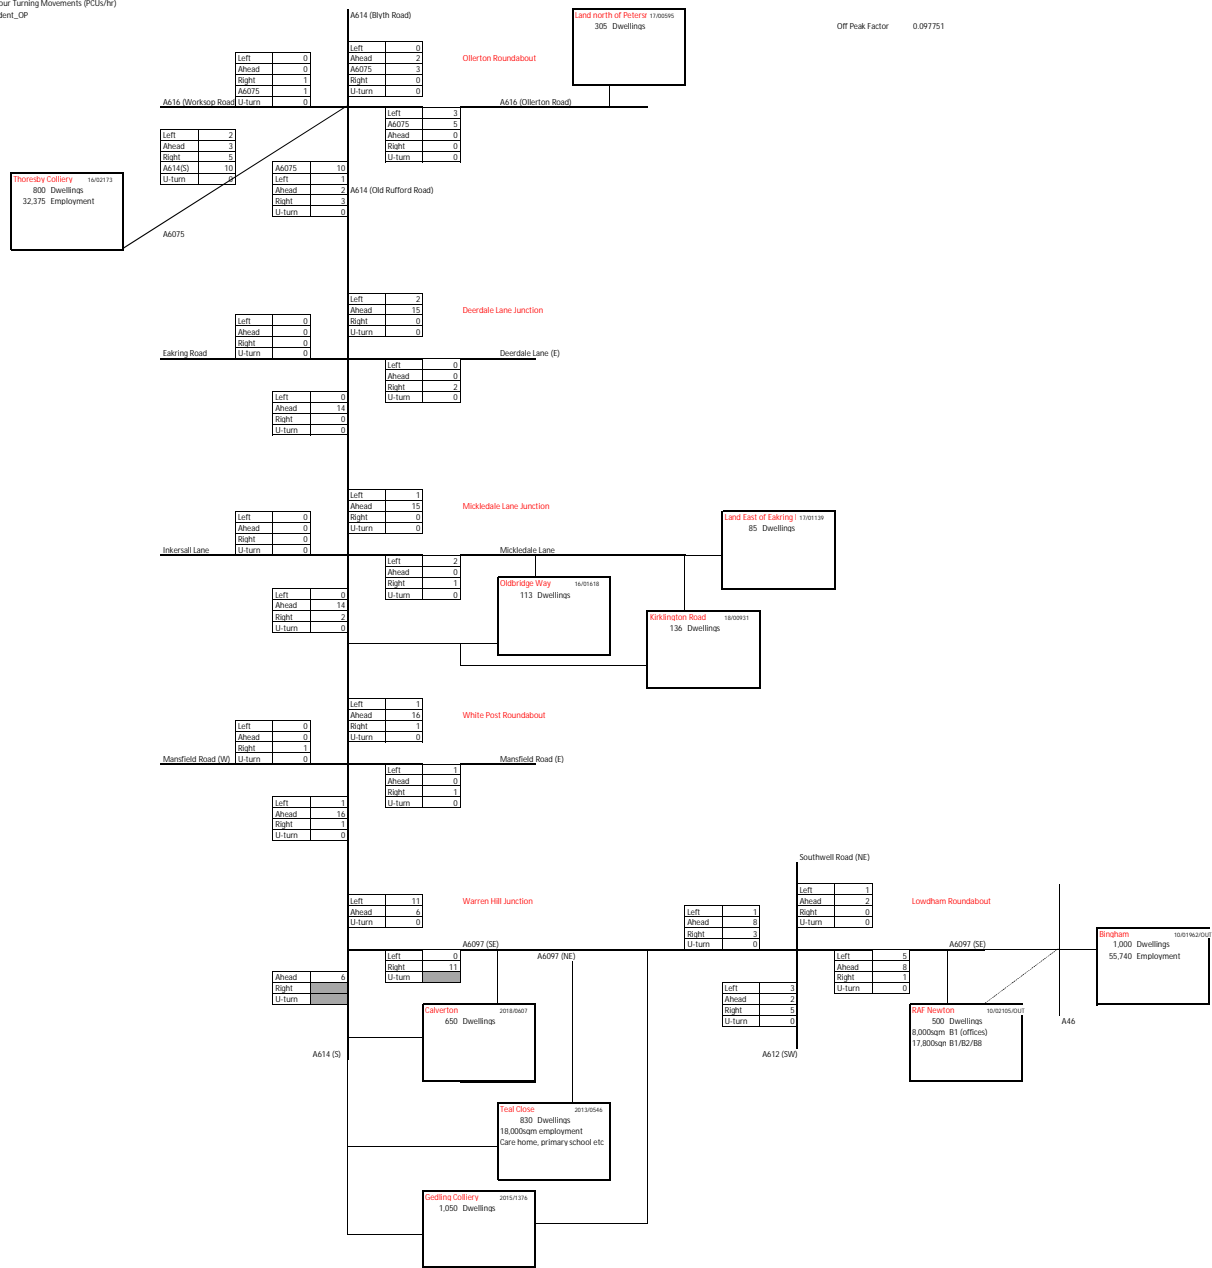 our Turning Movements (PCUs/hr)
dent_OP
A614 (Blyth Road)
Land north of Petersr 17/00595
305 Dwellings
Off Peak Factor 0.097751
Left 0
Ahead 2
A6075 3
Right 0
U-turn 0
Ollerton Roundabout
Left 0
Ahead 0
Right 1
A6075 1
U-turn 0
A616 (Worksop Road
A616 (Ollerton Road)
Left 3
A6075 5
Ahead 0
Right 0
U-turn 0
Left 2
Ahead 3
Right 5
A614(S) 10
U-turn 0
A6075 10
Left 1
Ahead 2
Right 3
U-turn 0
A614 (Old Rufford Road)
Thoresby Colliery 16/02173
800 Dwellings
32,375 Employment
A6075
Left 2
Ahead 15
Right 0
U-turn 0
Deerdale Lane Junction
Left 0
Ahead 0
Right 0
U-turn 0
Eakring Road
Deerdale Lane (E)
Left 0
Ahead 0
Right 2
U-turn 0
Left 0
Ahead 14
Right 0
U-turn 0
Left 1
Ahead 15
Right 0
U-turn 0
Mickledale Lane Junction
Left 0
Ahead 0
Right 0
U-turn 0
Inkersall Lane
Mickledale Lane
Land East of Eakring 17/01139
85 Dwellings
Left 2
Ahead 0
Right 1
U-turn 0
Oldbridge Way 16/01618
113 Dwellings
Left 0
Ahead 14
Right 2
U-turn 0
Kirklington Road 18/00931
136 Dwellings
Left 1
Ahead 16
Right 1
U-turn 0
White Post Roundabout
Left 0
Ahead 0
Right 1
U-turn 0
Mansfield Road (W)
Mansfield Road (E)
Left 1
Ahead 0
Right 1
U-turn 0
Left 1
Ahead 16
Right 1
U-turn 0
Southwell Road (NE)
Left 11
Ahead 6
U-turn 0
Warren Hill Junction
Left 1
Ahead 8
Right 3
U-turn 0
Left 1
Ahead 2
Right 0
U-turn 0
Lowdham Roundabout
A6097 (SE)
A6097 (NE)
A6097 (SE)
Left 0
Right 11
U-turn
Left 5
Ahead 8
Right 1
U-turn 0
Bingham 10/01962/OUT
1,000 Dwellings
55,740 Employment
Ahead 6
Right
U-turn
Left 3
Ahead 2
Right 5
U-turn 0
Calverton 2018/0607
650 Dwellings
RAF Newton 10/02105/OUT
500 Dwellings
8,000sqm B1 (offices)
17,800sqn B1/B2/B8
A46
A614 (S)
A612 (SW)
Teal Close 2013/0546
830 Dwellings
18,000sqm employment
Care home, primary school etc
Gedling Colliery 2015/1376
1,050 Dwellings